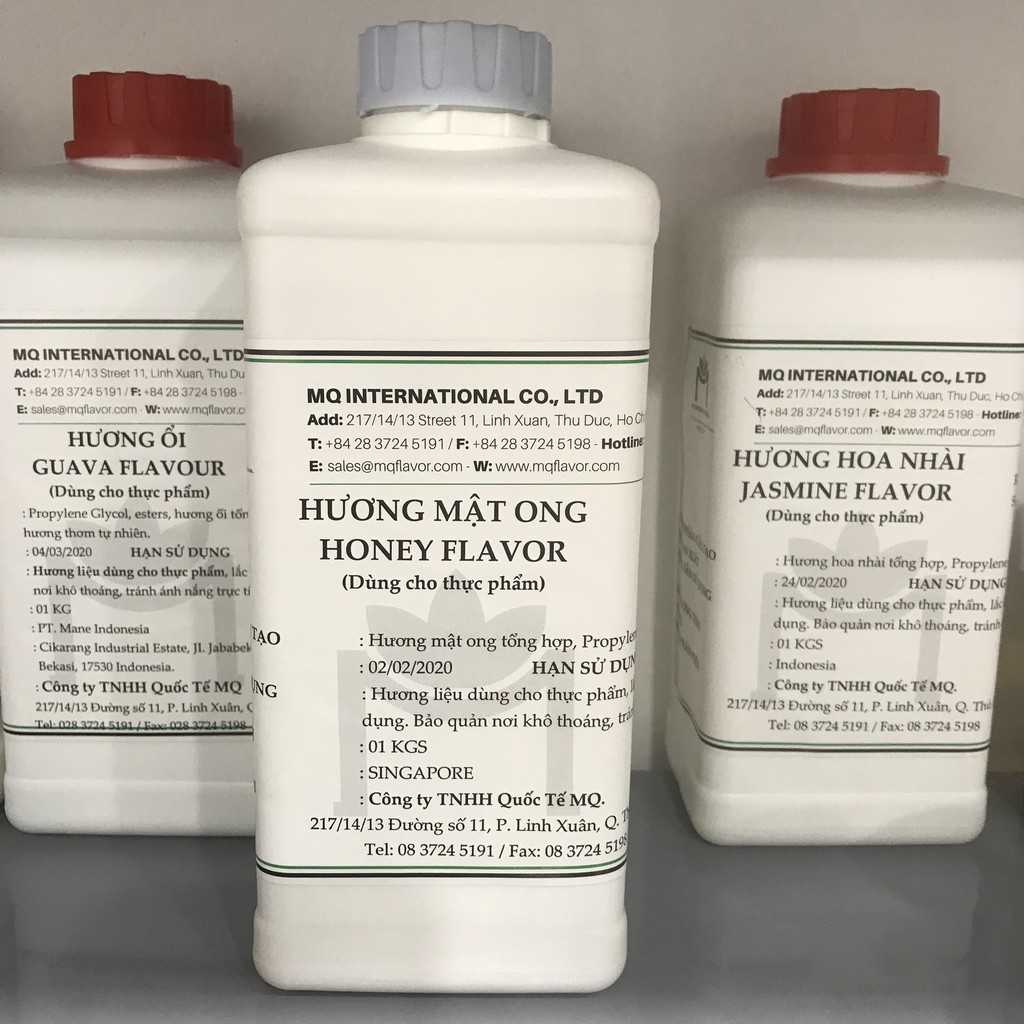 MQ INTERNATIONAL CO., LTD
Add: 217/14/13 Street 11, Linh Xuan, Thu Du
T: +84 28 3724 5191 / F: +84 28 3724 5198 -
E: sales@mqflavor.com - W: www.mqflavor.c
HƯƠNG ỔI
GUAVA FLAVOUR
(Dùng cho thực phẩm)
: Propylene Glycol, esters, hương ổi tổn
hương thơm tự nhiên.
: 04/03/2020 HẠN SỬ DỤNG
: Hương liệu dùng cho thực phẩm, lắc
nơi khô thoáng, tránh ánh nắng trực ti
: 01 KG
: PT. Mane Indonesia
: Cikarang Industrial Estate, Jl. Jababek
Bekasi, 17530 Indonesia.
: Công ty TNHH Quốc Tế MQ
217/14/13 Đường số 11, P. Linh Xuân,
Tel: 028 3724 5191 / Fax: 028 3724 5198
MQ INTERNATIONAL CO., LTD
Add: 217/14/13 Street 11, Linh Xuan, Thu Duc, Ho Ch
T: +84 28 3724 5191 / F: +84 28 3724 5198 - Hotline:
E: sales@mqflavor.com - W: www.mqflavor.com
HƯƠNG MẬT ONG
HONEY FLAVOR
(Dùng cho thực phẩm)
TẠO : Hương mật ong tổng hợp, Propylen
: 02/02/2020 HẠN SỬ DỤN
ỤNG : Hương liệu dùng cho thực phẩm,
dụng. Bảo quản nơi khô thoáng, trán
: 01 KGS
: SINGAPORE
: Công ty TNHH Quốc Tế MQ.
217/14/13 Đường số 11, P. Linh Xuân, Q. T
Tel: 08 3724 5191 / Fax: 08 3724 5198
MQ INTERNATIONAL CO., LTD
Add: 217/14/13 Street 11, Linh Xuan, Thu Duc, Ho Ch
T: +84 28 3724 5191 / F: +84 28 3724 5198 - Hotline
E: sales@mqflavor.com - W: www.mqflavor.com
HƯƠNG HOA NHÀI
JASMINE FLAVOR
(Dùng cho thực phẩm)
: Hương hoa nhài tổng hợp, Propylene
: 24/02/2020 HẠN SỬ DỤNG
: Hương liệu dùng cho thực phẩm, lắc
dụng. Bảo quản nơi khô thoáng, tránh
: 01 KGS
: Indonesia
: Công ty TNHH Quốc Tế MQ.
217/14/13 Đường số 11, P. Linh Xuân, Q. Thủ
Tel: 08 3724 5191 / Fax: 08 3724 5198